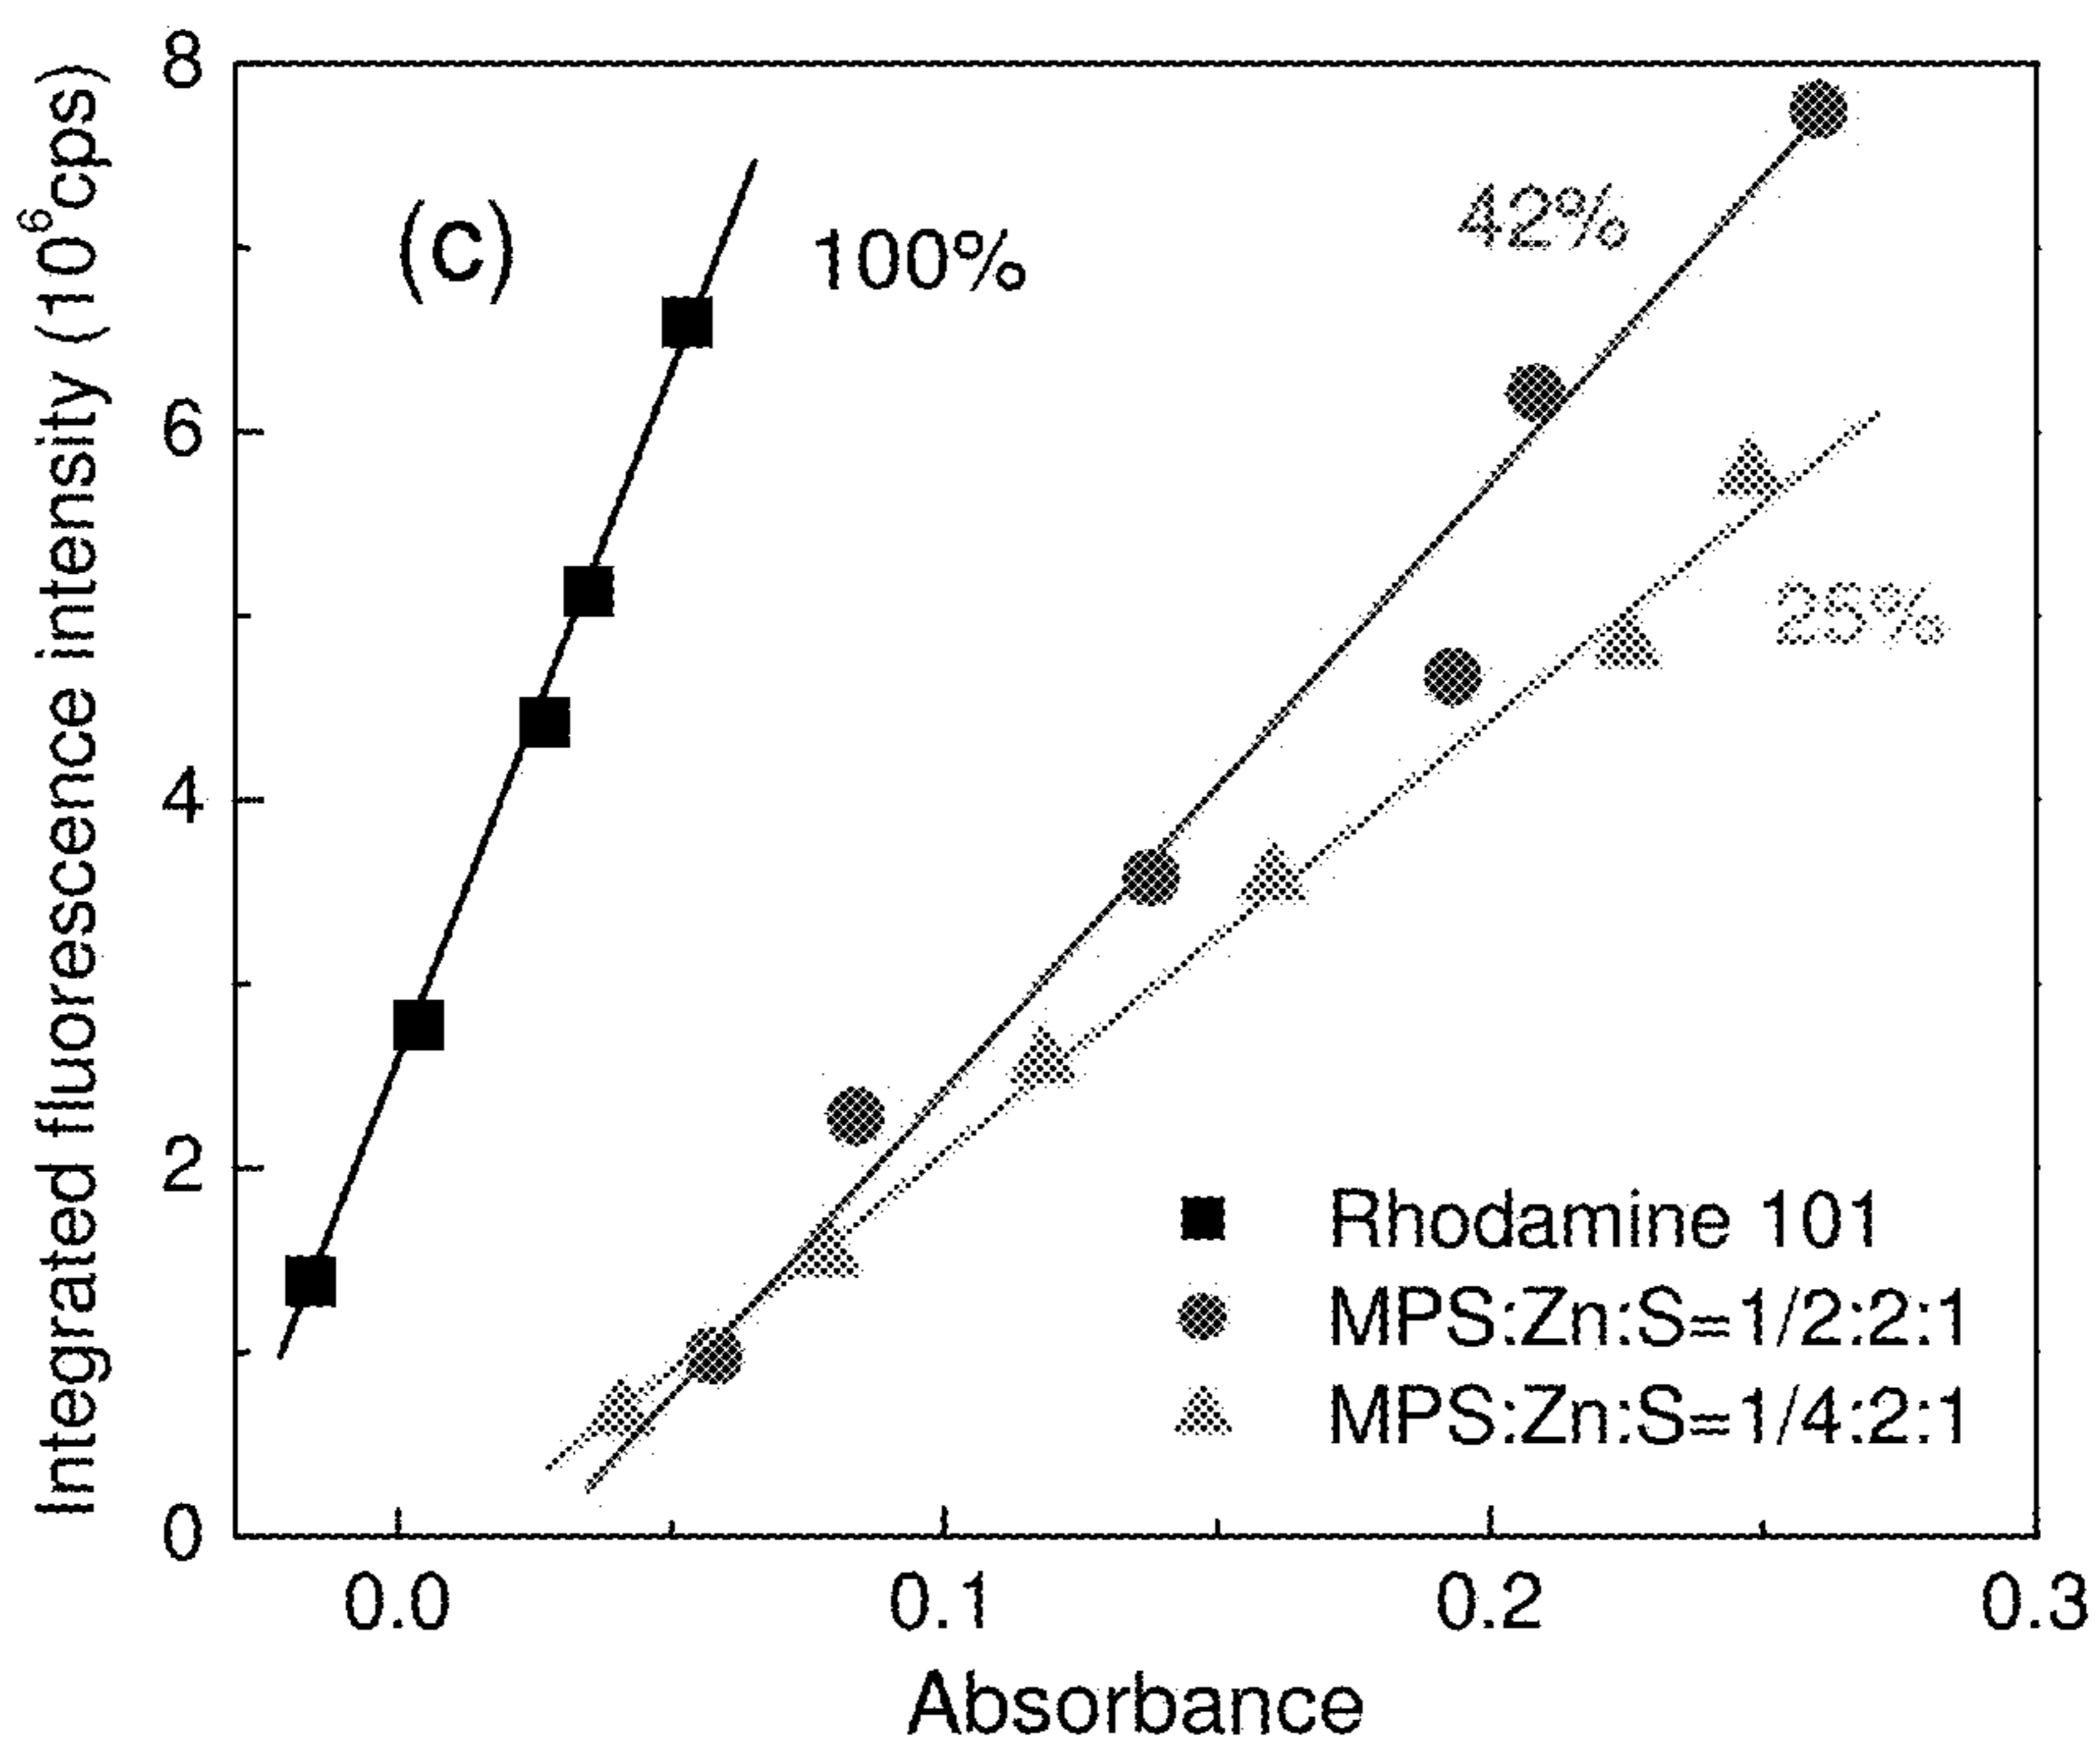 Integrated fluorescence intensity (10⁶cps)
8
6
4
2
0
(c)
100%
42%
25%
Rhodamine 101
MPS:Zn:S=1/2:2:1
MPS:Zn:S=1/4:2:1
0.0 0.1 0.2 0.3
Absorbance